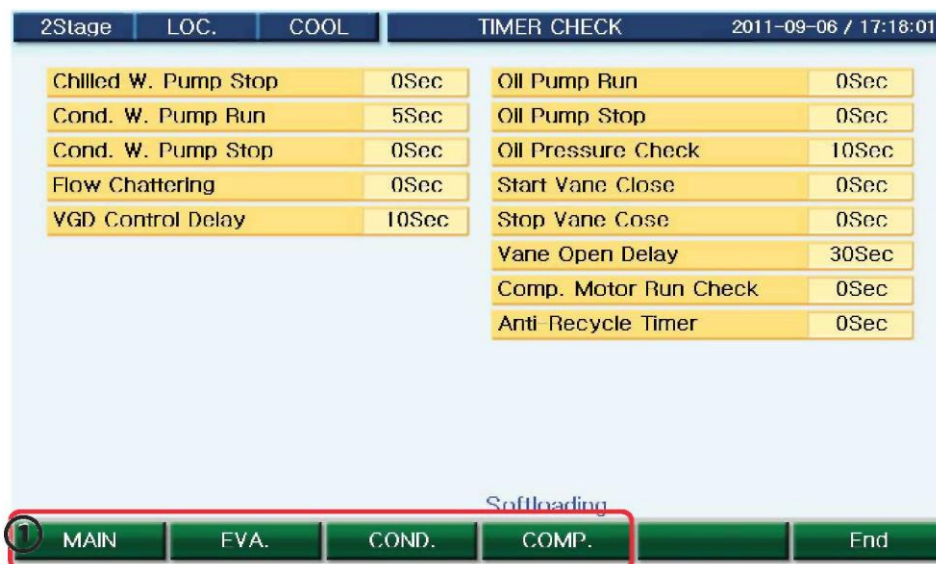 2Stage LOC. COOL TIMER CHECK 2011-09-06 / 17:18:01
Chilled W. Pump Stop 0Sec
Cond. W. Pump Run 5Sec
Cond. W. Pump Stop 0Sec
Flow Chattering 0Sec
VGD Control Delay 10Sec
Oil Pump Run 0Sec
Oil Pump Stop 0Sec
Oil Pressure Check 10Sec
Start Vane Close 0Sec
Stop Vane Cose 0Sec
Vane Open Delay 30Sec
Comp. Motor Run Check 0Sec
Anti-Recycle Timer 0Sec
Softloading
① MAIN EVA. COND. COMP. End